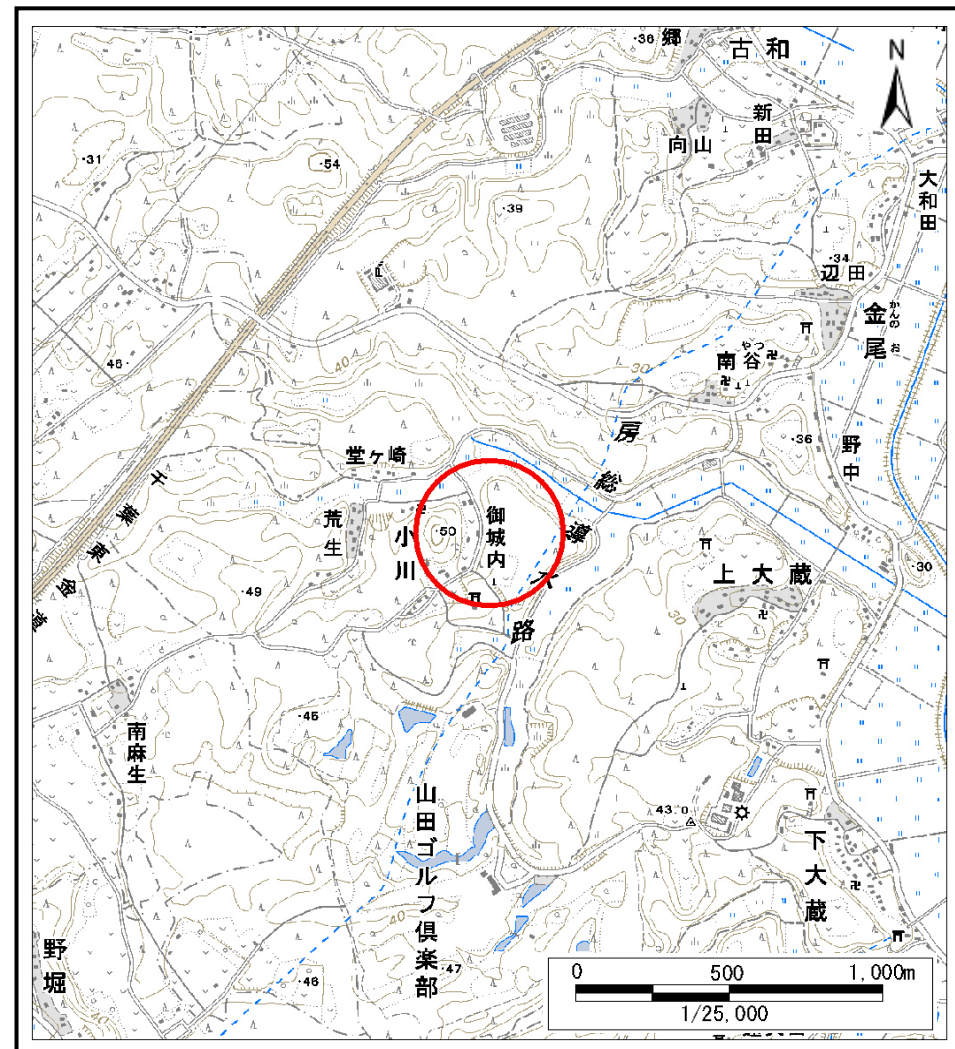 ・36
郷
古和
N
新田
向山
・31
・54
大和田
・39
・34
辺田
かんのお
金尾
・46
40
30
やつ
南谷
房総導水路
・36
野中
堂ヶ崎
千葉東金道
荒生
小川
・50
御城内
上大蔵
・30
・49
30
・45
南麻生
山田ゴルフ倶楽部
43.0
下大蔵
40
野堀
・46
・47
40
0 500 1,000m
1/25,000